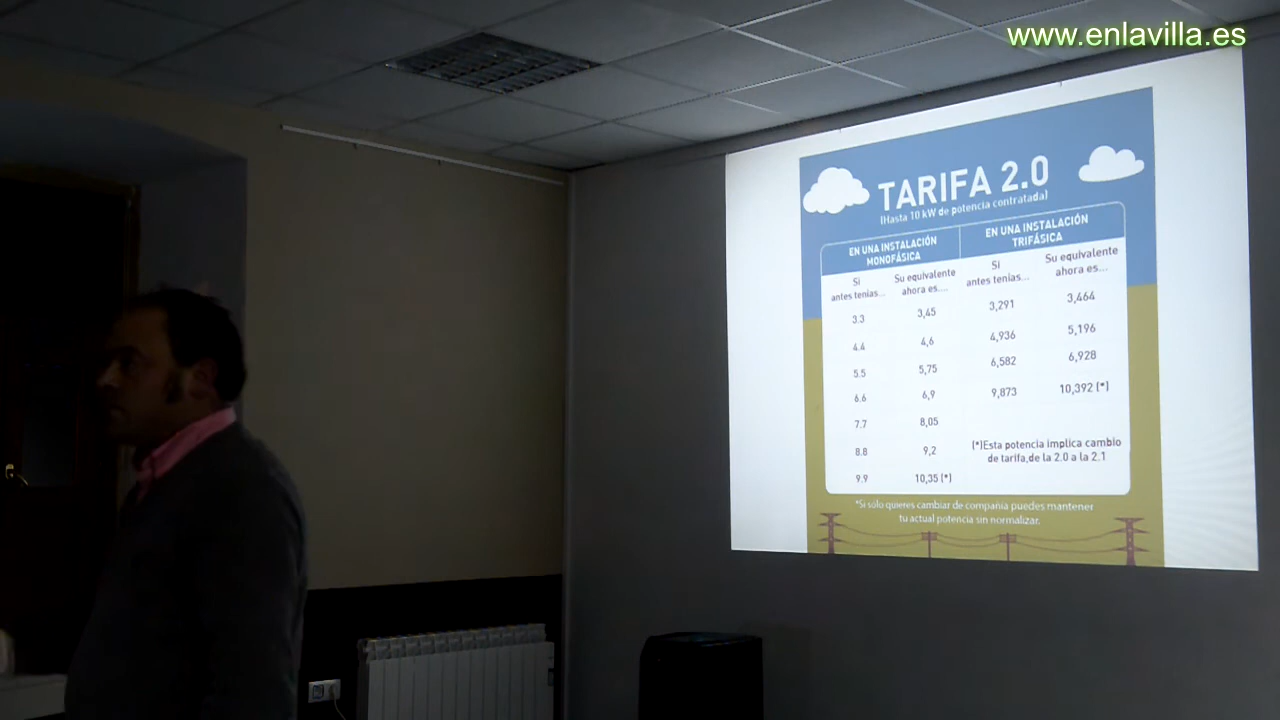 www.enlavilla.es
TARIFA 2.0
(Hasta 10 kW de potencia contratada)
EN UNA INSTALACIÓN
MONOFÁSICA
EN UNA INSTALACIÓN
TRIFÁSICA
Si
antes tenías...
Su equivalente
ahora es....
Si
antes tenías...
Su equivalente
ahora es...
3.3 3,45 3,291 3,464
4.4 4,6 4,936 5,196
5.5 5,75 6,582 6,928
6.6 6,9 9,873 10,392 (*)
7.7 8,05
8.8 9,2
9.9 10,35 (*)
(*)Esta potencia implica cambio
de tarifa,de la 2.0 a la 2.1
*Si sólo quieres cambiar de compañía puedes mantener
tu actual potencia sin normalizar.